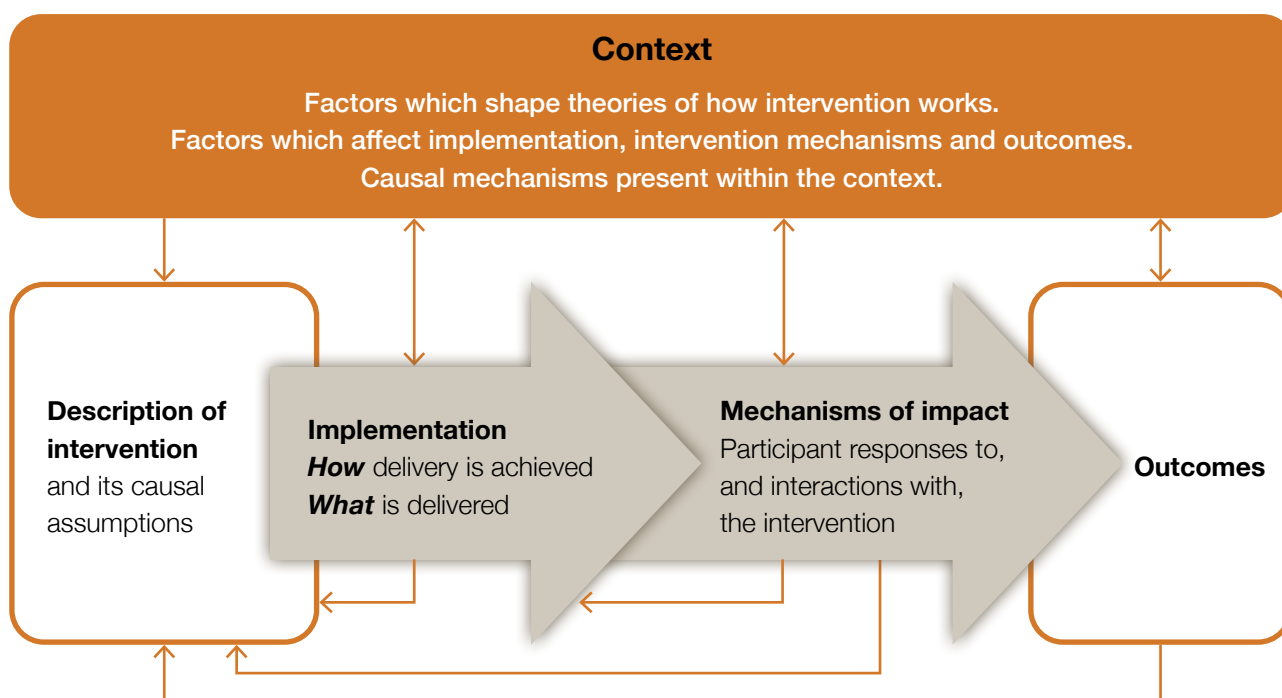 Context
Factors which shape theories of how intervention works.
Factors which affect implementation, intervention mechanisms and outcomes.
Causal mechanisms present within the context.
Description of
intervention
and its causal
assumptions
Implementation
How delivery is achieved
What is delivered
Mechanisms of impact
Participant responses to,
and interactions with,
the intervention
Outcomes